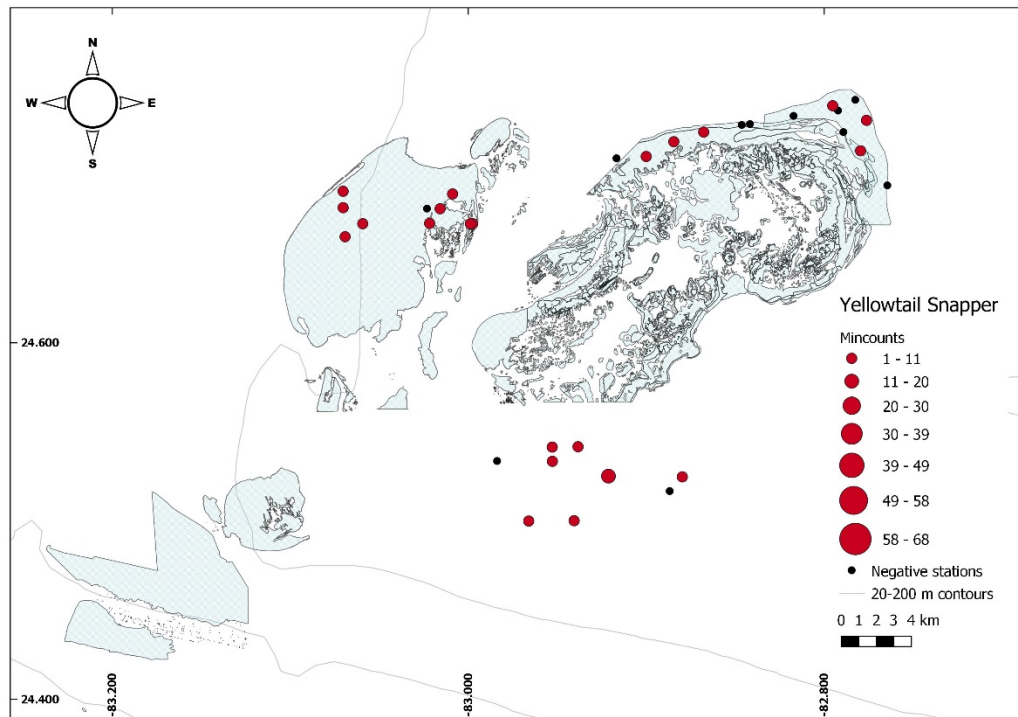 N
W E
S
24.600
24.400
-83.200
-83.000
-82.800
Yellowtail Snapper
Mincounts
1 - 11
11 - 20
20 - 30
30 - 39
39 - 49
49 - 58
58 - 68
Negative stations
20-200 m contours
0 1 2 3 4 km